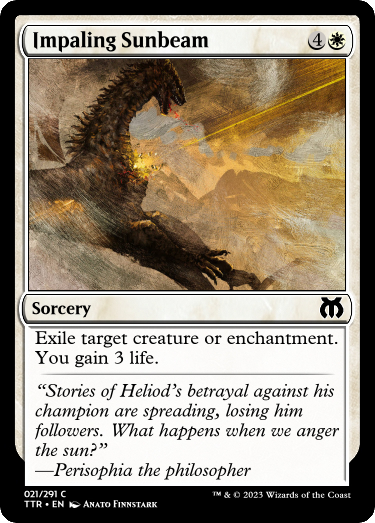 Impaling Sunbeam 4
Sorcery
Exile target creature or enchantment.
You gain 3 life.
“Stories of Heliod’s betrayal against his
champion are spreading, losing him
followers. What happens when we anger
the sun?”
—Perisophia the philosopher
021/291 C
TTR • EN Anato Finnstark
™ & © 2023 Wizards of the Coast